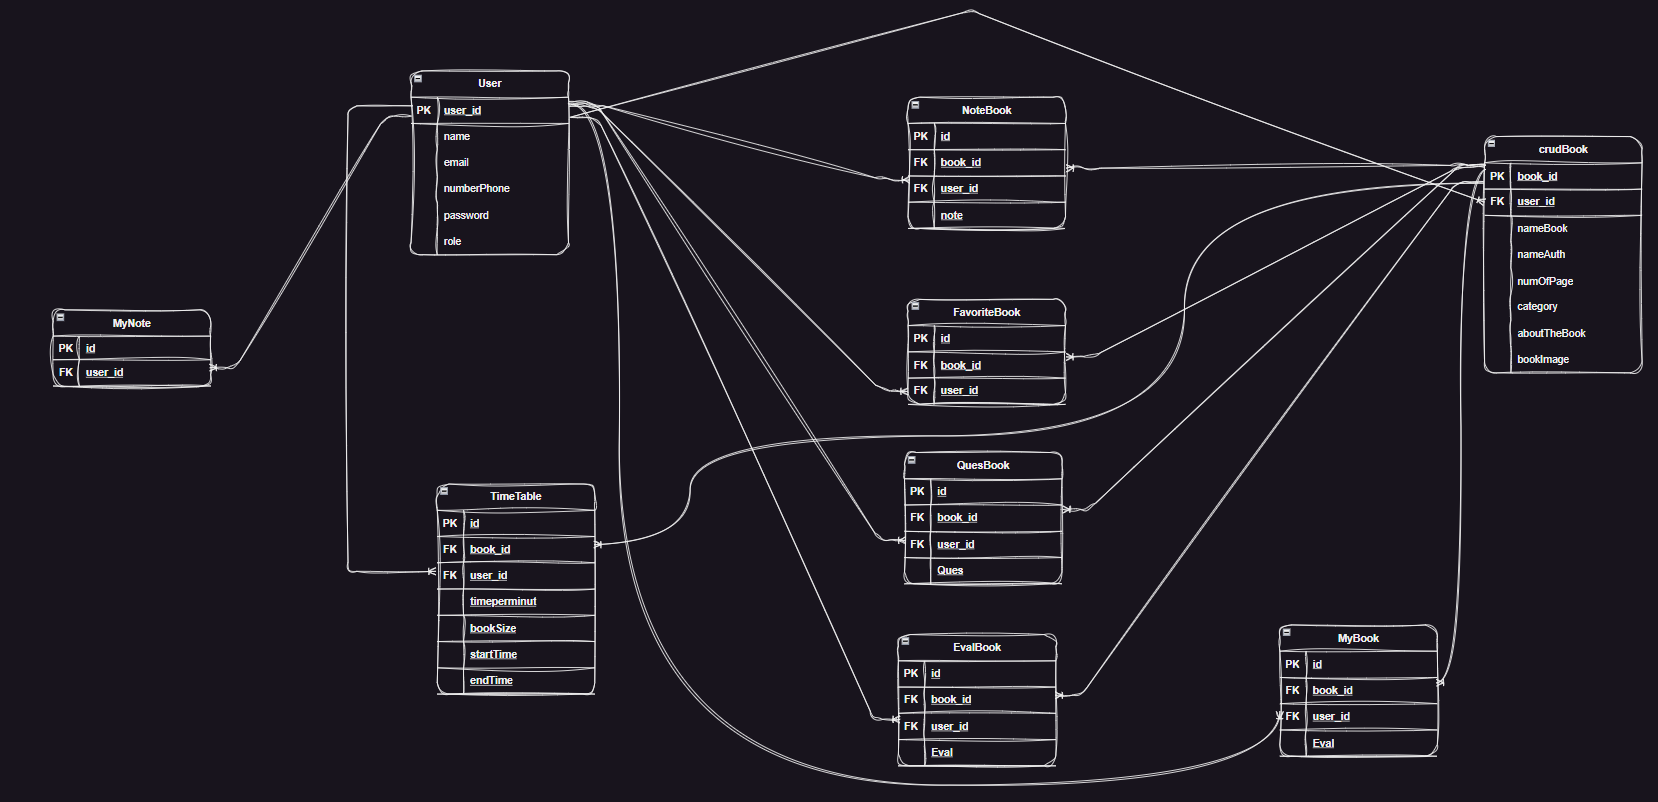 User
PK user_id
name
email
numberPhone
password
role
NoteBook
PK id
FK book_id
FK user_id
note
crudBook
PK book_id
FK user_id
nameBook
nameAuth
numOfPage
category
aboutTheBook
bookImage
MyNote
PK id
FK user_id
FavoriteBook
PK id
FK book_id
FK user_id
QuesBook
PK id
FK book_id
FK user_id
Ques
TimeTable
PK id
FK book_id
FK user_id
timeperminut
bookSize
startTime
endTime
EvalBook
PK id
FK book_id
FK user_id
Eval
MyBook
PK id
FK book_id
FK user_id
Eval